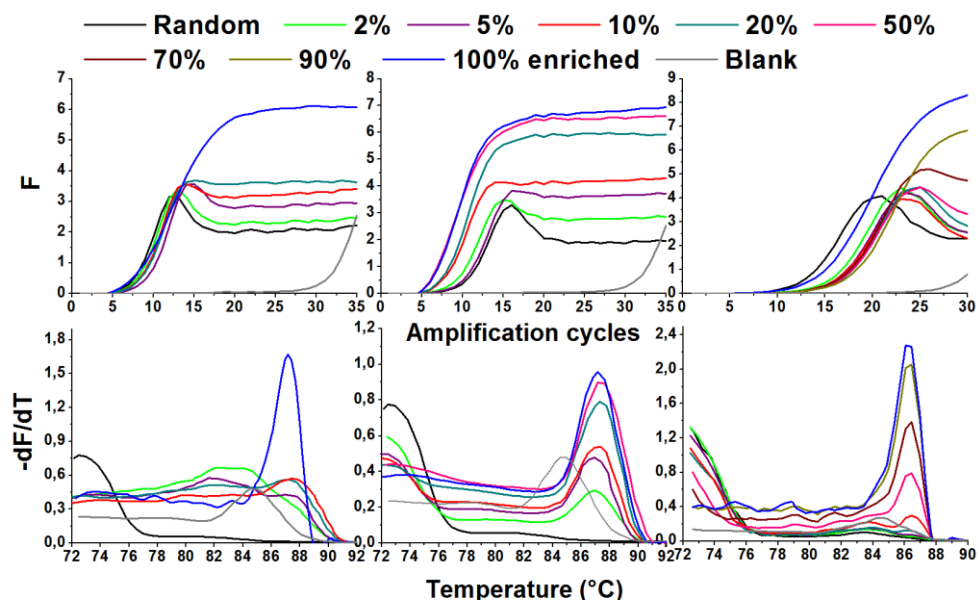 Random 2% 5% 10% 20% 50%
70% 90% 100% enriched Blank
7 8 9
6 7 8
5 6 7
4 5 6
3 4 5
2 3 4
1 2 3
0 1 2
0 1
0
F
0 5 10 15 20 25 30 35 0 5 10 15 20 25 30 35 0 5 10 15 20 25 30
Amplification cycles
1,8 1,2 2,4
1,5 1,0 2,0
1,2 0,8 1,6
0,9 0,6 1,2
0,6 0,4 0,8
0,3 0,2 0,4
0,0 0,0 0,0
-dF/dT
72 74 76 78 80 82 84 86 88 90 92 72 74 76 78 80 82 84 86 88 90 92 72 74 76 78 80 82 84 86 88 90
Temperature (°C)